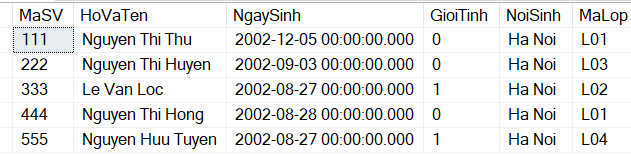 MaSV HoVaTen NgaySinh GioiTinh NoiSinh MaLop
111 Nguyen Thi Thu 2002-12-05 00:00:00.000 0 Ha Noi L01
222 Nguyen Thi Huyen 2002-09-03 00:00:00.000 0 Ha Noi L03
333 Le Van Loc 2002-08-27 00:00:00.000 1 Ha Noi L02
444 Nguyen Thi Hong 2002-08-28 00:00:00.000 0 Ha Noi L01
555 Nguyen Huu Tuyen 2002-08-27 00:00:00.000 1 Ha Noi L04